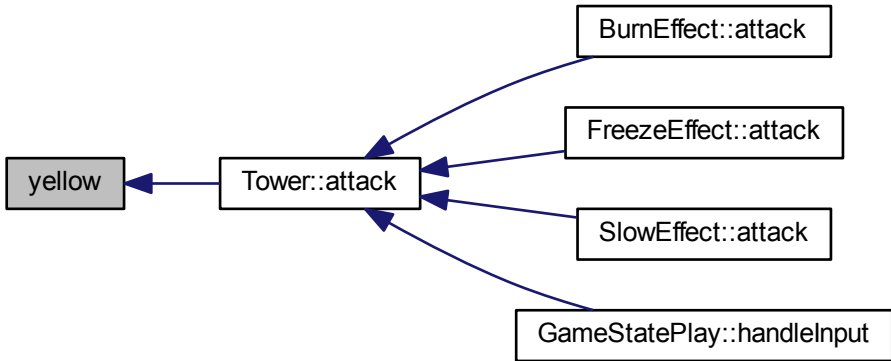 yellow
Tower::attack
BurnEffect::attack
FreezeEffect::attack
SlowEffect::attack
GameStatePlay::handleInput